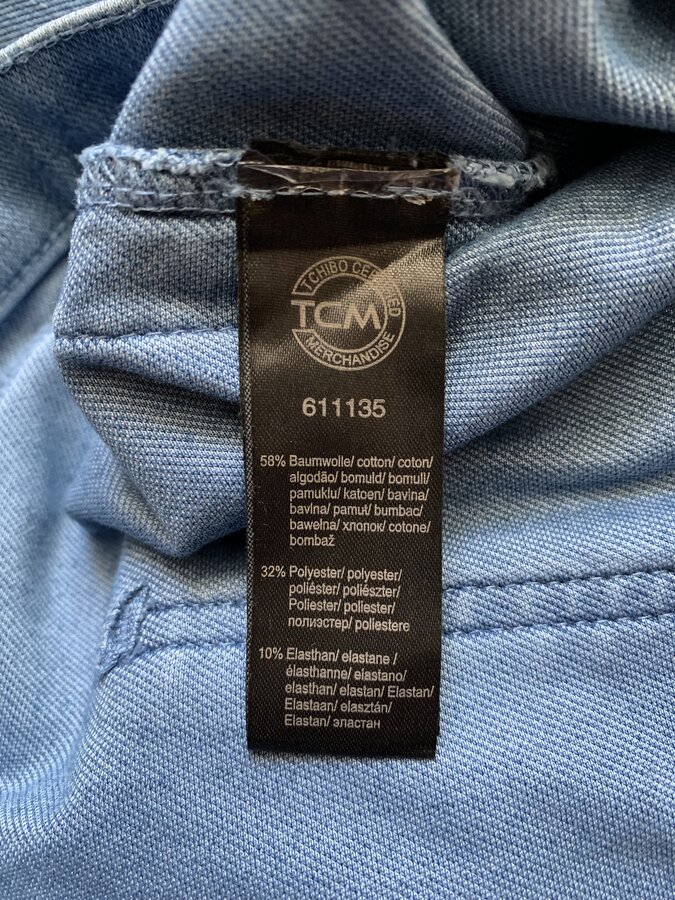 TCHIBO CERTIFIED
TCM
MERCHANDISE
611135
58% Baumwolle/ cotton/ coton/
algodão/ bomuld/ bomull/
pamuklu/ katoen/ bavlna/
bavlna/ pamut/ bumbac/
bawełna/ хлопок/ cotone/
bombaž
32% Polyester/ polyester/
poliéster/ poliészter/
Poliester/ poliester/
полиэстер/ poliestere
10% Elasthan/ elastane /
élasthanne/ elastano/
elasthan/ elastan/ Elastan/
Elastaan/ elasztán/
Elastan/ эластан